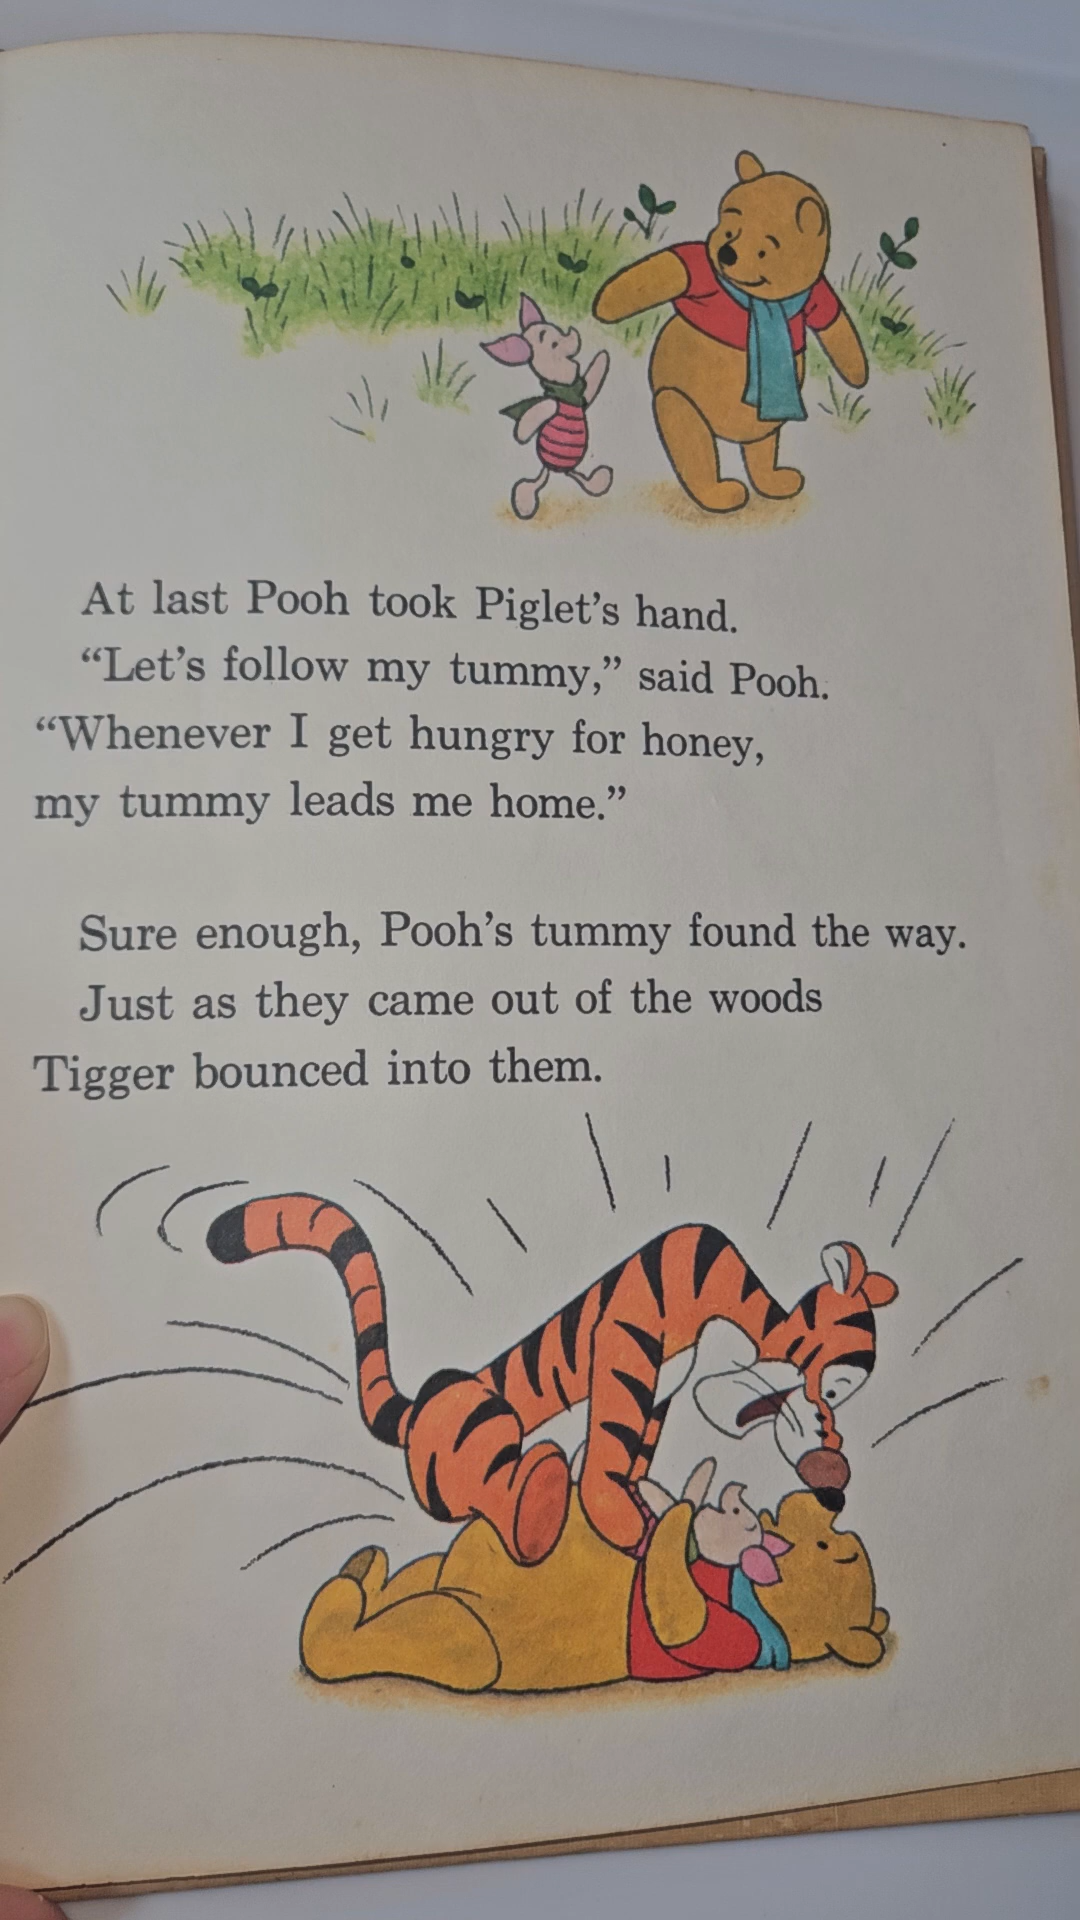 At last Pooh took Piglet's hand.
“Let's follow my tummy,” said Pooh.
“Whenever I get hungry for honey,
my tummy leads me home.”
Sure enough, Pooh's tummy found the way.
Just as they came out of the woods
Tigger bounced into them.